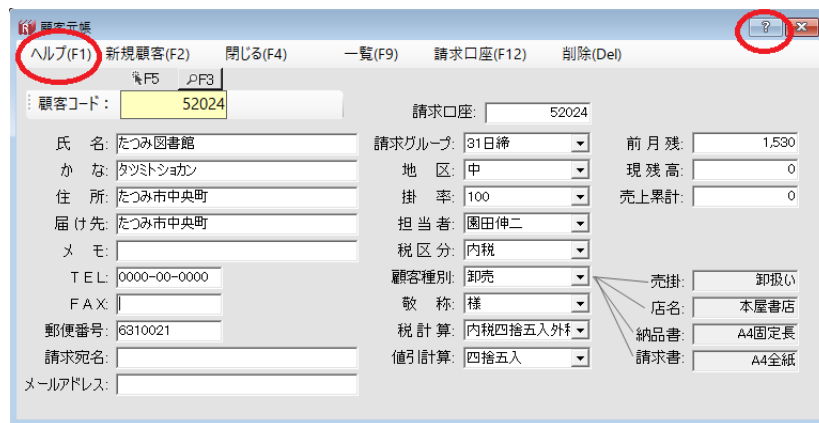 顧客元帳
?
ヘルプ(F1) 新規顧客(F2) 閉じる(F4) 一覧(F9) 請求口座(F12) 削除(Del)
F5 F3
顧客コード: 52024
請求口座: 52024
氏 名: たつみ図書館 請求グループ: 31日締 前月残: 1,530
か な: タツミトショカン 地 区: 中 現残高: 0
住 所: たつみ市中央町 掛 率: 100 売上累計: 0
届け先: たつみ市中央町 担当者: 園田伸二
メ モ: 税区分: 内税
TEL: 0000-00-0000 顧客種別: 卸売 売掛: 卸扱い
FAX: 敬 称: 様 店名: 本屋書店
郵便番号: 6310021 税計算: 内税四捨五入外 納品書: A4固定長
請求宛名: 値引計算: 四捨五入 請求書: A4全紙
メールアドレス: